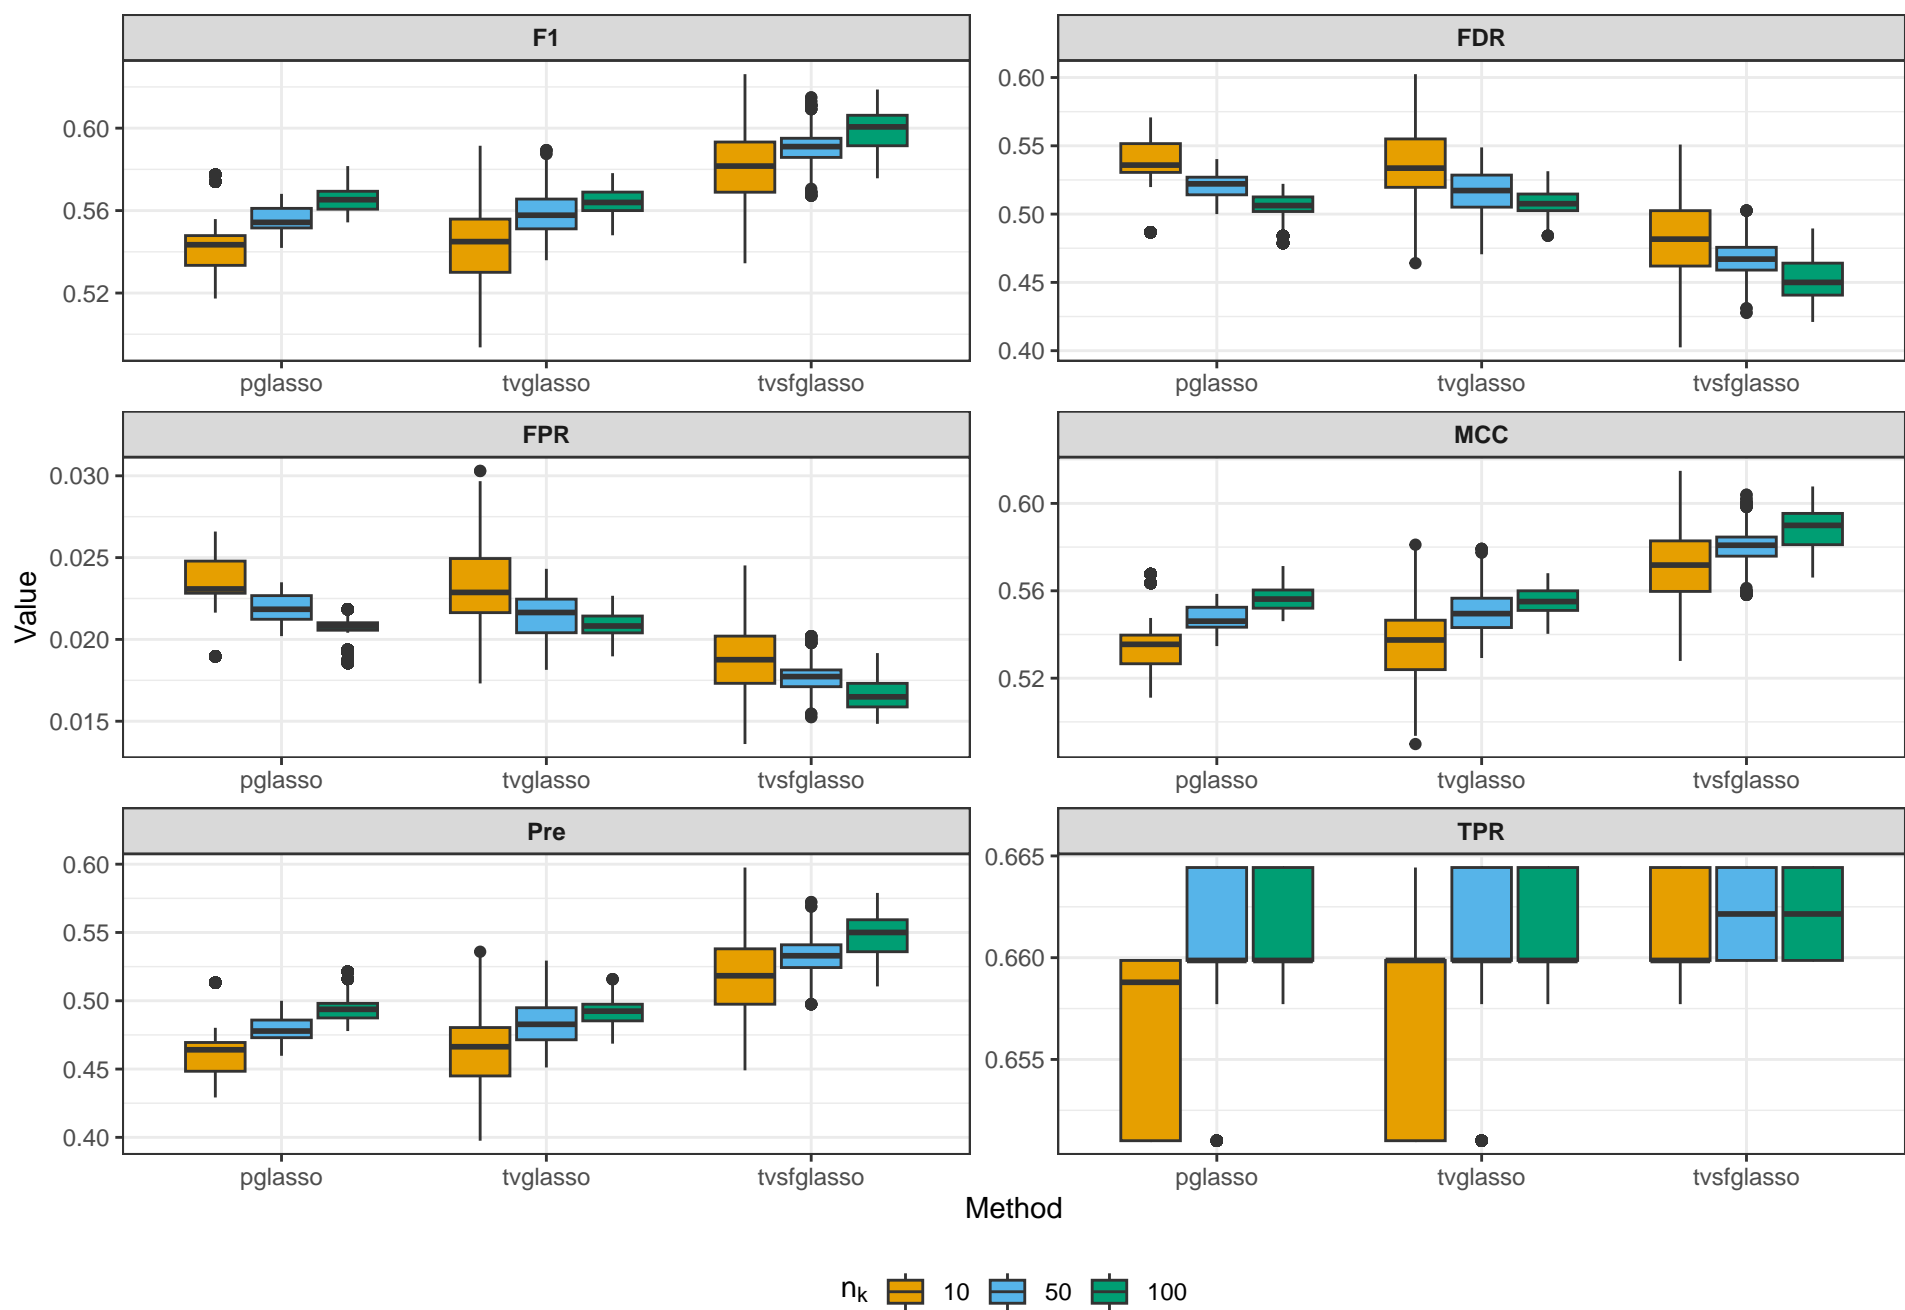 F1
FDR
0.60
0.56
0.52
0.60
0.55
0.50
0.45
0.40
pglasso
tvglasso
tvsfglasso
pglasso
tvglasso
tvsfglasso
FPR
MCC
0.030
0.025
0.020
0.015
0.60
0.56
0.52
pglasso
tvglasso
tvsfglasso
pglasso
tvglasso
tvsfglasso
Value
Pre
TPR
0.60
0.55
0.50
0.45
0.40
0.665
0.660
0.655
pglasso
tvglasso
tvsfglasso
pglasso
tvglasso
tvsfglasso
Method
nk 10 50 100